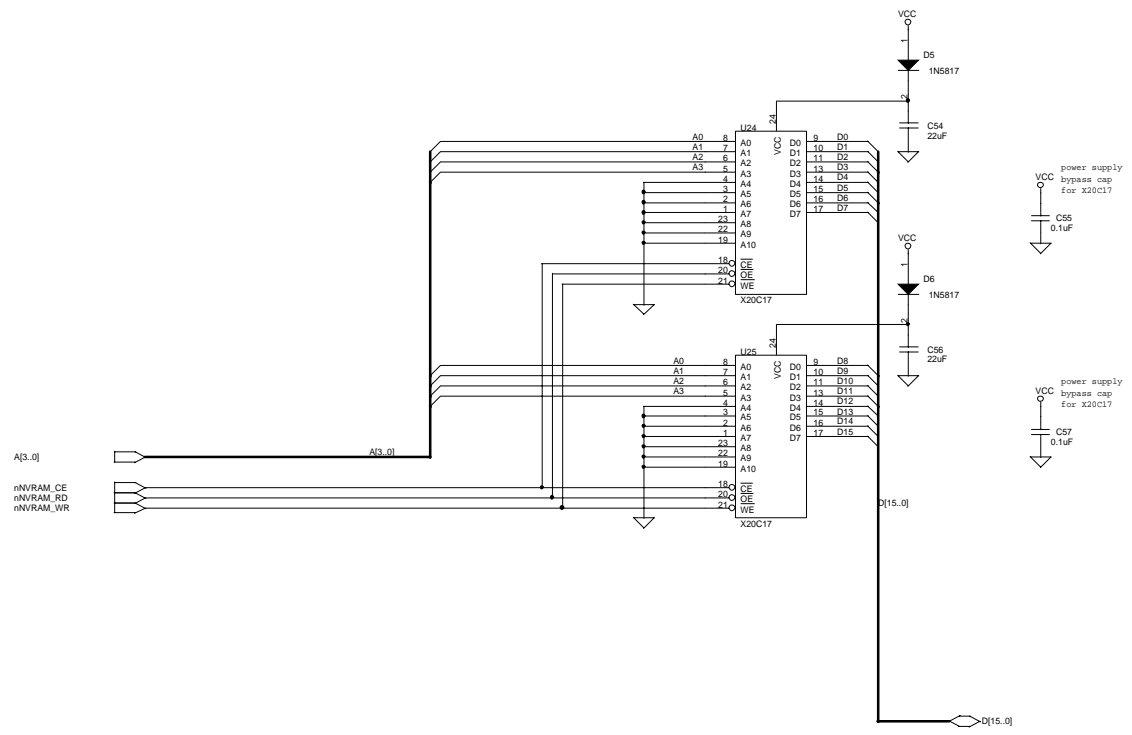 VCC
1
D5
1N5817
2
24
C54
22uF
U24
A0 8 A0 VCC D0 9 D0
A1 7 A1 D1 10 D1
A2 6 A2 D2 11 D2
A3 5 A3 D3 13 D3
4 A4 D4 14 D4
3 A5 D5 15 D5
2 A6 D6 16 D6
1 A7 D7 17 D7
23 A8
22 A9
19 A10
18 CE
20 OE
21 WE
X20C17
power supply
VCC bypass cap
for X20C17
C55
0.1uF
VCC
1
D6
1N5817
2
24
C56
22uF
U25
A0 8 A0 VCC D0 9 D8
A1 7 A1 D1 10 D9
A2 6 A2 D2 11 D10
A3 5 A3 D3 13 D11
4 A4 D4 14 D12
3 A5 D5 15 D13
2 A6 D6 16 D14
1 A7 D7 17 D15
23 A8
22 A9
19 A10
18 CE
20 OE
21 WE
X20C17
power supply
VCC bypass cap
for X20C17
C57
0.1uF
A[3..0] A[3..0]
nNVRAM_CE
nNVRAM_RD
nNVRAM_WR
D[15..0]
D[15..0]